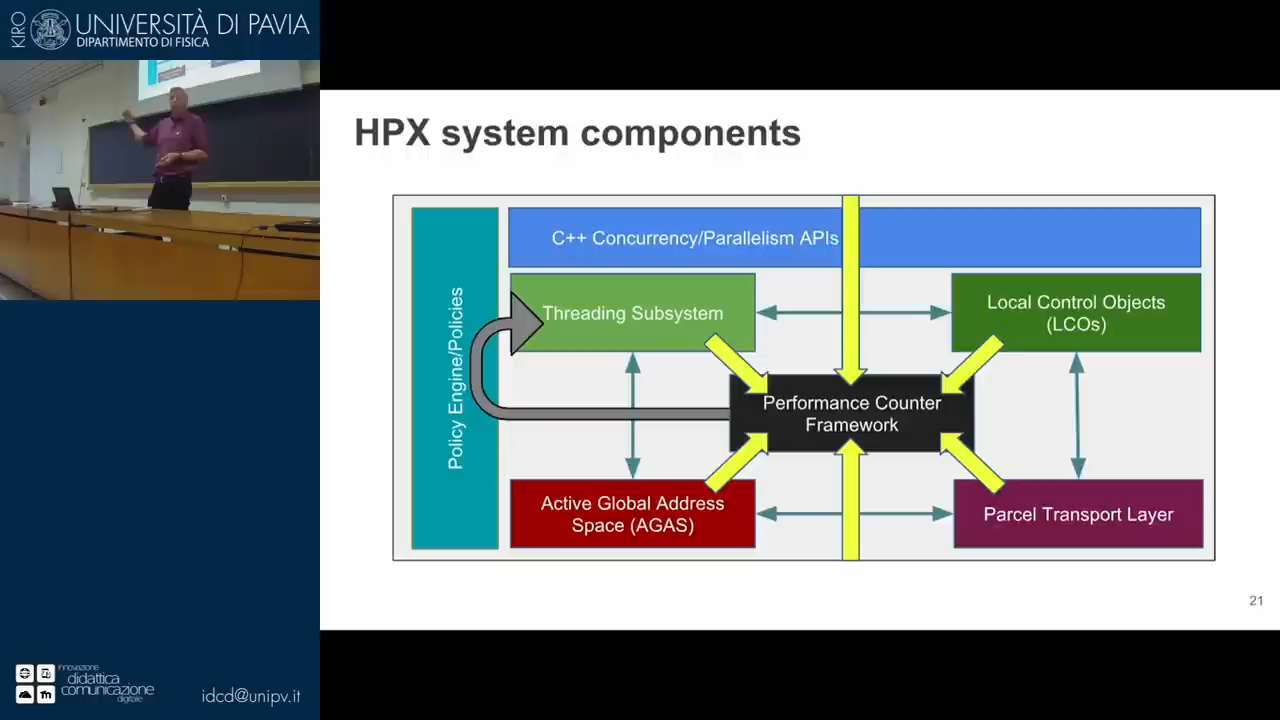 KIRO
UNIVERSITÀ DI PAVIA
DIPARTIMENTO DI FISICA
HPX system components
C++ Concurrency/Parallelism APIs
Policy Engine/Policies
Threading Subsystem
Local Control Objects
(LCOs)
Performance Counter
Framework
Active Global Address
Space (AGAS)
Parcel Transport Layer
21
innovazione
didattica
comunicazione
digitale
idcd@unipv.it